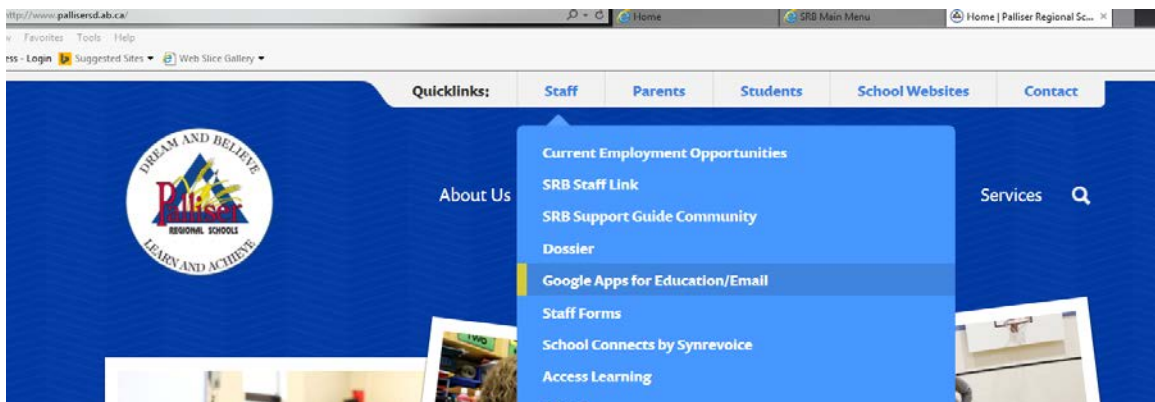 http://www.pallisersd.ab.ca/ Home SRB Main Menu Home | Palliser Regional Sc...
Favorites Tools Help
ess - Login Suggested Sites Web Slice Gallery
Quicklinks: Staff Parents Students School Websites Contact
DREAM AND BELIEVE
Palliser
REGIONAL SCHOOLS
LEARN AND ACHIEVE
About Us Services
Current Employment Opportunities
SRB Staff Link
SRB Support Guide Community
Dossier
Google Apps for Education/Email
Staff Forms
School Connects by Synrevoice
Access Learning
TWO